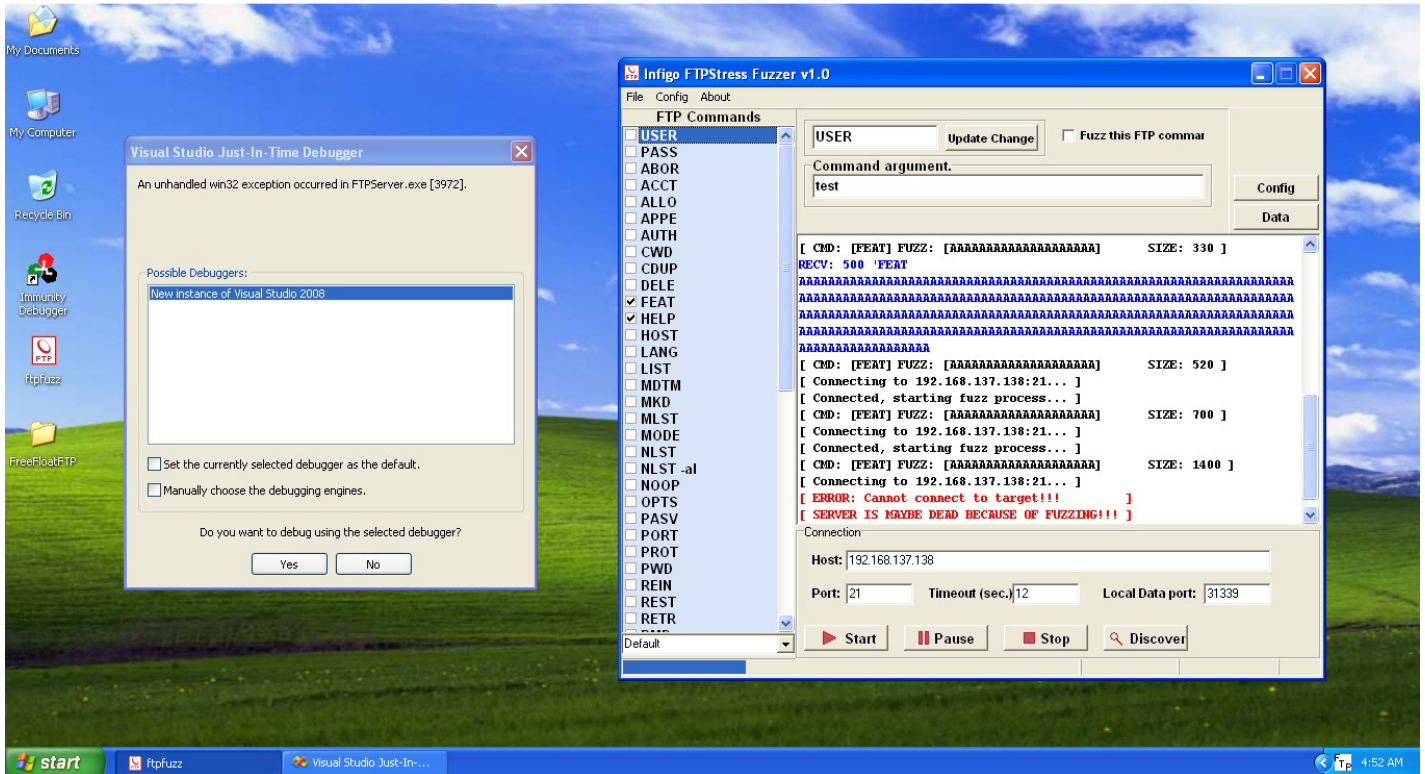 My Documents
My Computer
Recycle Bin
Immunity
Debugger
FTP
ftpfuzz
FreeFloatFTP
Visual Studio Just-In-Time Debugger
An unhandled win32 exception occurred in FTPServer.exe [3972].
Possible Debuggers:
New instance of Visual Studio 2008
Set the currently selected debugger as the default.
Manually choose the debugging engines.
Do you want to debug using the selected debugger?
Yes No
Infigo FTPStress Fuzzer v1.0
File Config About
FTP Commands
USER
PASS
ABOR
ACCT
ALLO
APPE
AUTH
CWD
CDUP
DELE
FEAT
HELP
HOST
LANG
LIST
MDTM
MKD
MLST
MODE
NLST
NLST -al
NOOP
OPTS
PASV
PORT
PROT
PWD
REIN
REST
RETR
Default
USER Update Change Fuzz this FTP commar
Command argument.
test
Config
Data
[ CMD: [FEAT] FUZZ: [AAAAAAAAAAAAAAAAAAAA] SIZE: 330 ]
RECV: 500 'FEAT
[ CMD: [FEAT] FUZZ: [AAAAAAAAAAAAAAAAAAAA] SIZE: 520 ]
[ Connecting to 192.168.137.138:21... ]
[ Connected, starting fuzz process... ]
[ CMD: [FEAT] FUZZ: [AAAAAAAAAAAAAAAAAAAA] SIZE: 700 ]
[ Connecting to 192.168.137.138:21... ]
[ Connected, starting fuzz process... ]
[ CMD: [FEAT] FUZZ: [AAAAAAAAAAAAAAAAAAAA] SIZE: 1400 ]
[ Connecting to 192.168.137.138:21... ]
[ ERROR: Cannot connect to target!!! ]
[ SERVER IS MAYBE DEAD BECAUSE OF FUZZING!!! ]
Connection
Host: 192.168.137.138
Port: 21 Timeout (sec.) 12 Local Data port: 31339
Start Pause Stop Discover
start
ftpfuzz
Visual Studio Just-In-...
FTP
4:52 AM